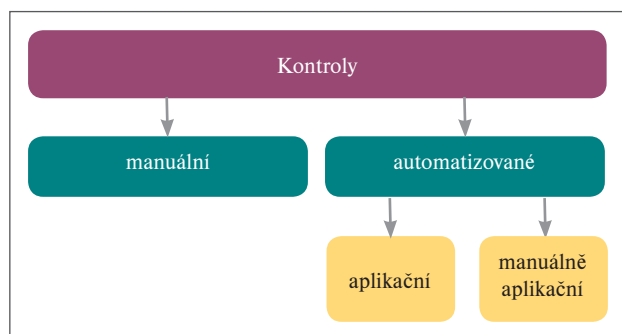 Kontroly
manuální
automatizované
aplikační
manuálně
aplikační